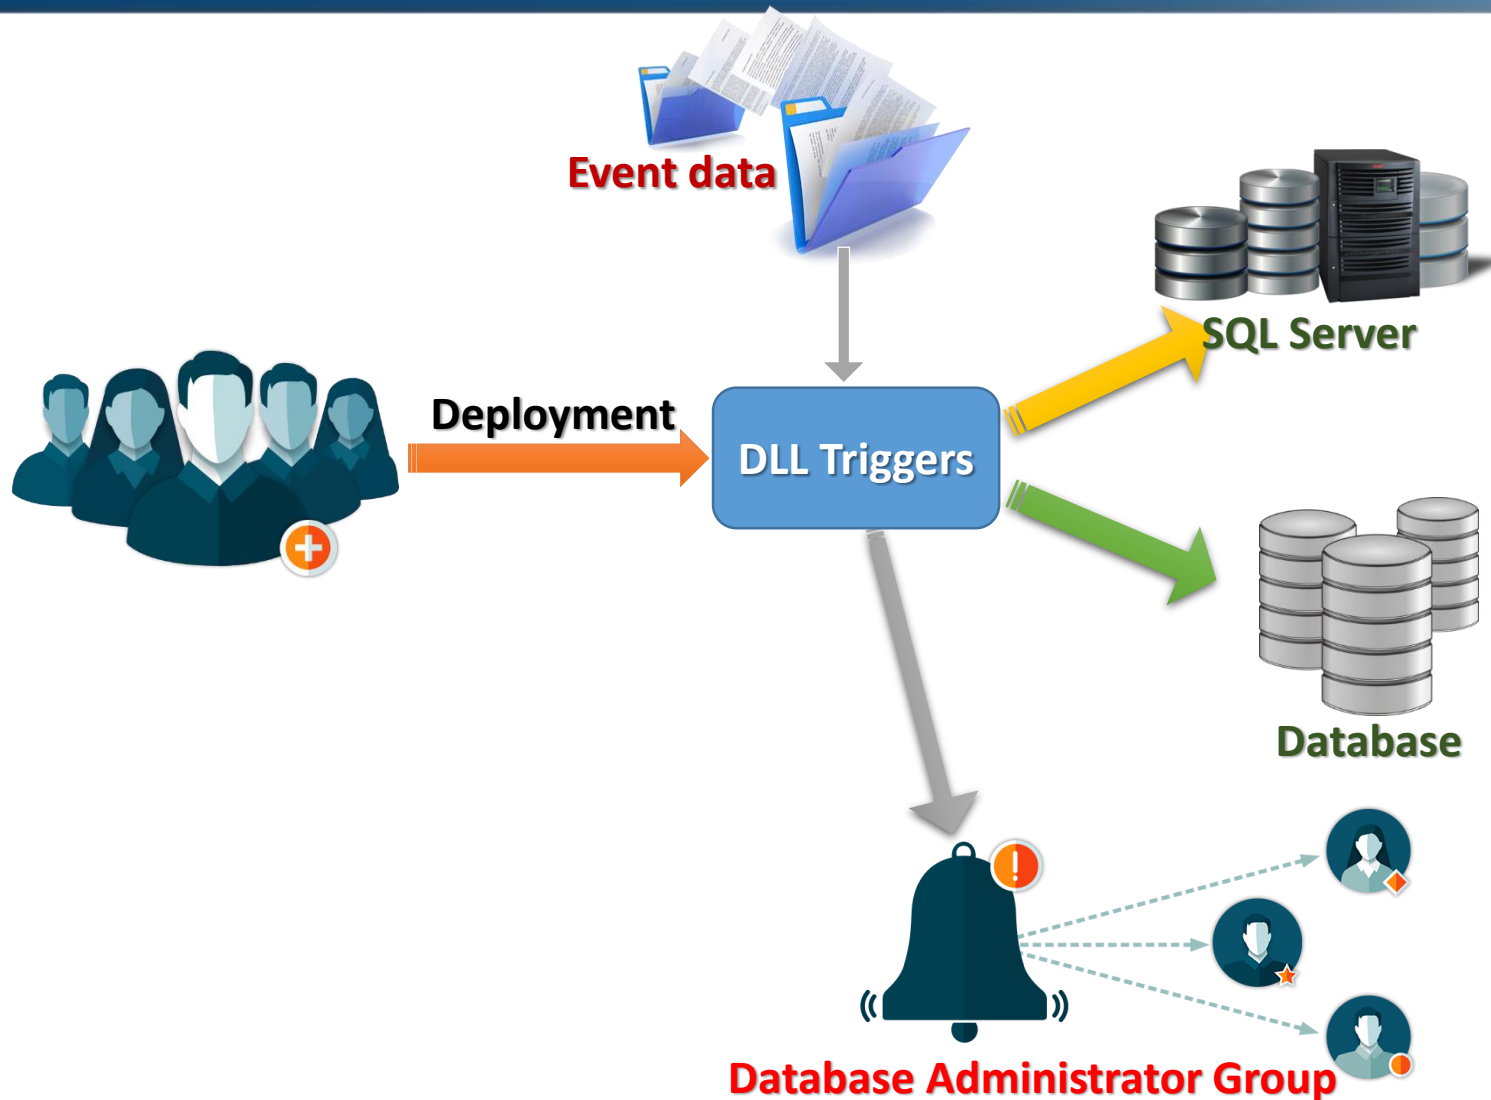 Event data
SQL Server
Deployment
DLL Triggers
Database
Database Administrator Group